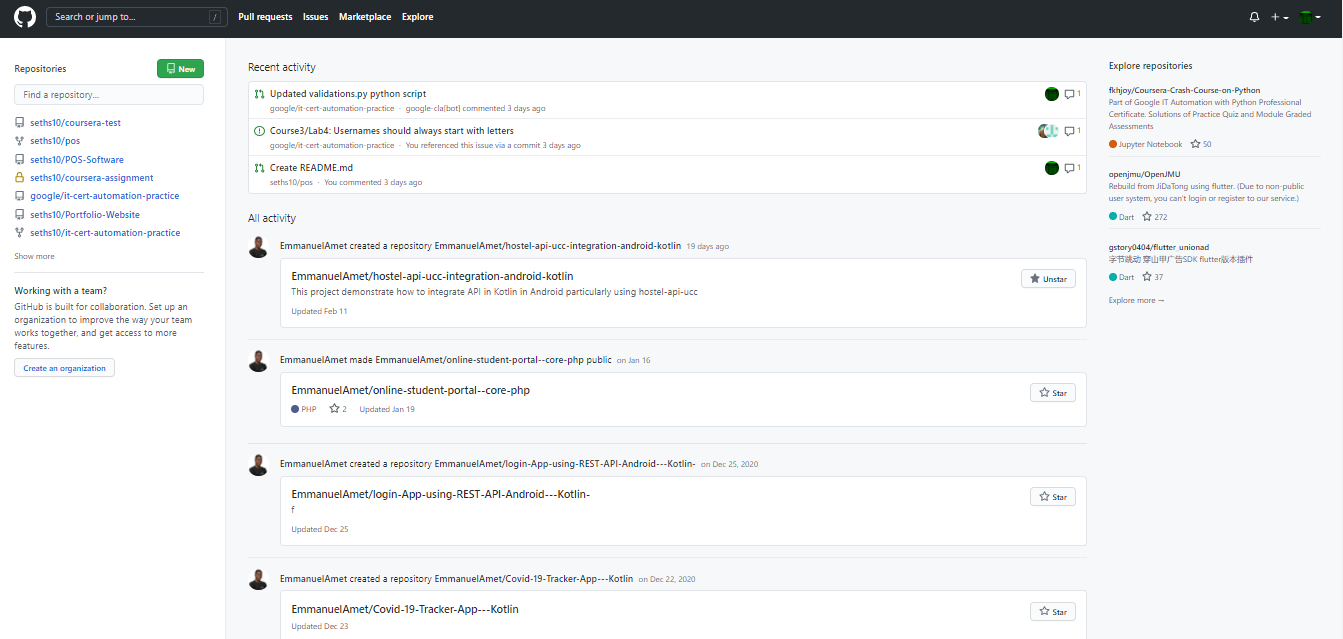 Search or jump to... /
Pull requests Issues Marketplace Explore
Repositories
New
Find a repository...
seths10/coursera-test
seths10/pos
seths10/POS-Software
seths10/coursera-assignment
google/it-cert-automation-practice
seths10/Portfolio-Website
seths10/it-cert-automation-practice
Show more
Working with a team?
GitHub is built for collaboration. Set up an
organization to improve the way your team
works together, and get access to more
features.
Create an organization
Recent activity
Updated validations.py python script
1
google/it-cert-automation-practice · google-cla[bot] commented 3 days ago
Course3/Lab4: Usernames should always start with letters
1
google/it-cert-automation-practice · You referenced this issue via a commit 3 days ago
Create README.md
1
seths10/pos · You commented 3 days ago
All activity
EmmanuelAmet created a repository EmmanuelAmet/hostel-api-ucc-integration-android-kotlin 19 days ago
EmmanuelAmet/hostel-api-ucc-integration-android-kotlin
Unstar
This project demonstrate how to integrate API in Kotlin in Android particularly using hostel-api-ucc
Updated Feb 11
EmmanuelAmet made EmmanuelAmet/online-student-portal--core-php public on Jan 16
EmmanuelAmet/online-student-portal--core-php
Star
PHP 2 Updated Jan 19
EmmanuelAmet created a repository EmmanuelAmet/login-App-using-REST-API-Android---Kotlin- on Dec 25, 2020
EmmanuelAmet/login-App-using-REST-API-Android---Kotlin-
Star
f
Updated Dec 25
EmmanuelAmet created a repository EmmanuelAmet/Covid-19-Tracker-App---Kotlin on Dec 22, 2020
EmmanuelAmet/Covid-19-Tracker-App---Kotlin
Star
Updated Dec 23
Explore repositories
fkhjoy/Coursera-Crash-Course-on-Python
Part of Google IT Automation with Python Professional
Certificate. Solutions of Practice Quiz and Module Graded
Assessments
Jupyter Notebook 50
openjmu/OpenJMU
Rebuild from JiDaTong using flutter. (Due to non-public
user system, you can't login or register to our service.)
Dart 272
gstory0404/flutter_unionad
字节跳动 穿山甲广告SDK flutter版本插件
Dart 37
Explore more →